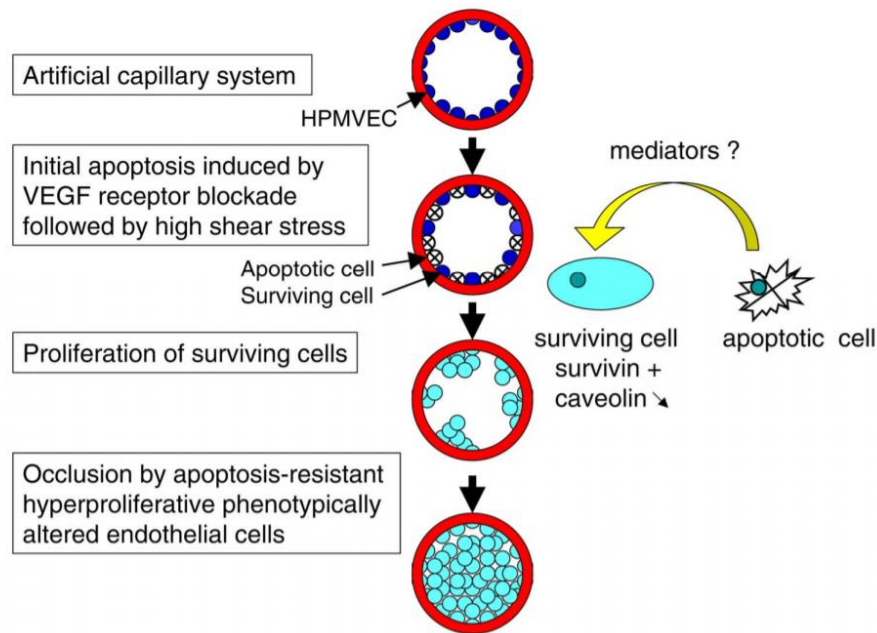 Artificial capillary system
HPMVEC
Initial apoptosis induced by
VEGF receptor blockade
followed by high shear stress
mediators ?
Apoptotic cell
Surviving cell
surviving cell
survivin +
caveolin ↘
apoptotic cell
Proliferation of surviving cells
Occlusion by apoptosis-resistant
hyperproliferative phenotypically
altered endothelial cells